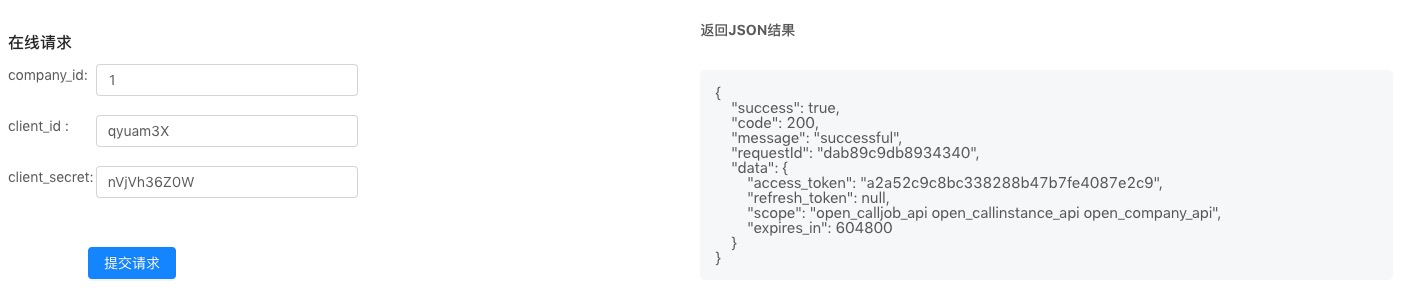 在线请求
company_id:
1
client_id :
qyuam3X
client_secret:
nVjVh36Z0W
提交请求
返回JSON结果
{
"success": true,
"code": 200,
"message": "successful",
"requestId": "dab89c9db8934340",
"data": {
"access_token": "a2a52c9c8bc338288b47b7fe4087e2c9",
"refresh_token": null,
"scope": "open_calljob_api open_callinstance_api open_company_api",
"expires_in": 604800
}
}